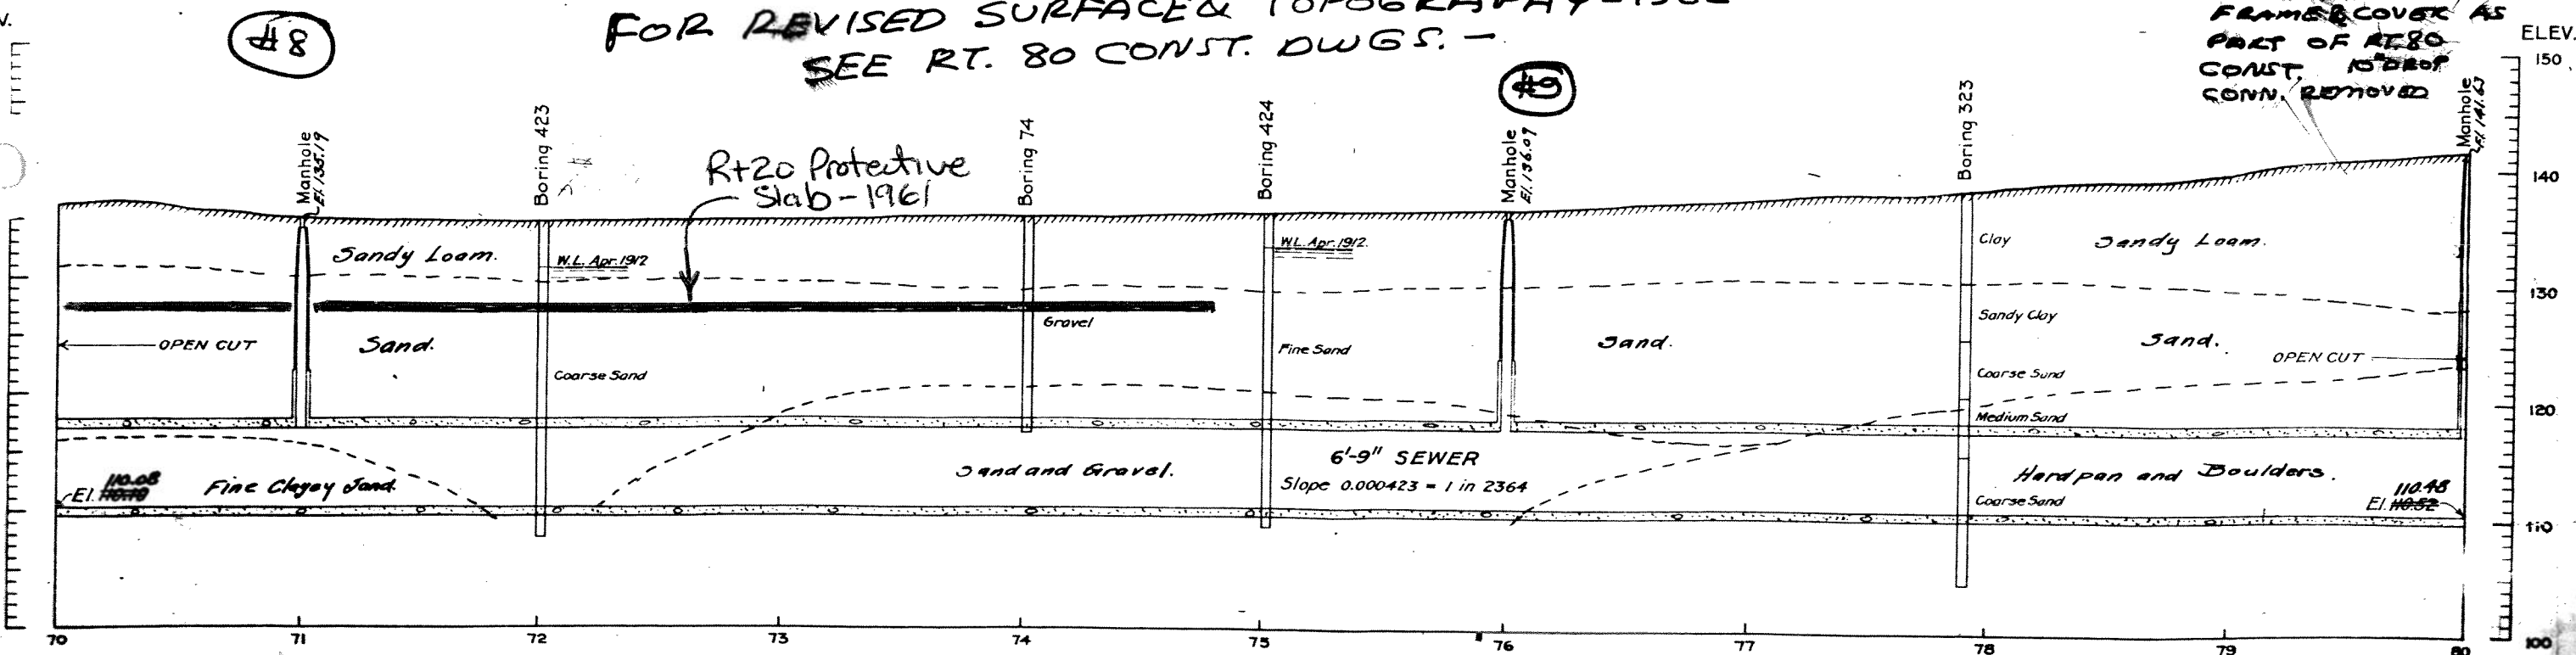 V.
#8
FOR REVISED SURFACE & TOPOGRAPHY -
SEE RT. 80 CONST. DWGS. -
FRAME & COVER AS
PART OF RT 80
CONST. 10" DROP
CONN. REMOVED
ELEV.
150
#9
Manhole
El. 135.19
Boring 423
Rt 20 Protective
Slab - 1961
Boring 74
Boring 424
Manhole
El. 136.09
Boring 323
Manhole
El. 141.63
140
Sandy Loam.
W.L. Apr. 1912
W.L. Apr. 1912.
Clay
Sandy Loam.
130
Gravel
Sandy Clay
OPEN CUT
Sand.
Fine Sand
Sand.
Sand.
OPEN CUT
Coarse Sand
Coarse Sand
120
Medium Sand
6'-9" SEWER
Slope 0.000423 = 1 in 2364
Sand and Gravel.
Hardpan and Boulders.
110.08
El. 110.10
Fine Clayey Sand.
Coarse Sand
110.48
El. 110.52
110
100
70 71 72 73 74 75 76 77 78 79 80